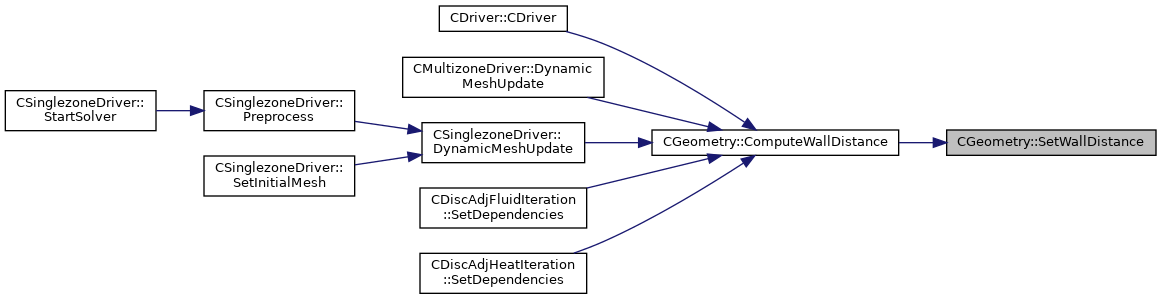 CDriver::CDriver
CMultizoneDriver::Dynamic
MeshUpdate
CSinglezoneDriver::
StartSolver
CSinglezoneDriver::
Preprocess
CSinglezoneDriver::
DynamicMeshUpdate
CGeometry::ComputeWallDistance
CGeometry::SetWallDistance
CSinglezoneDriver::
SetInitialMesh
CDiscAdjFluidIteration
::SetDependencies
CDiscAdjHeatIteration
::SetDependencies